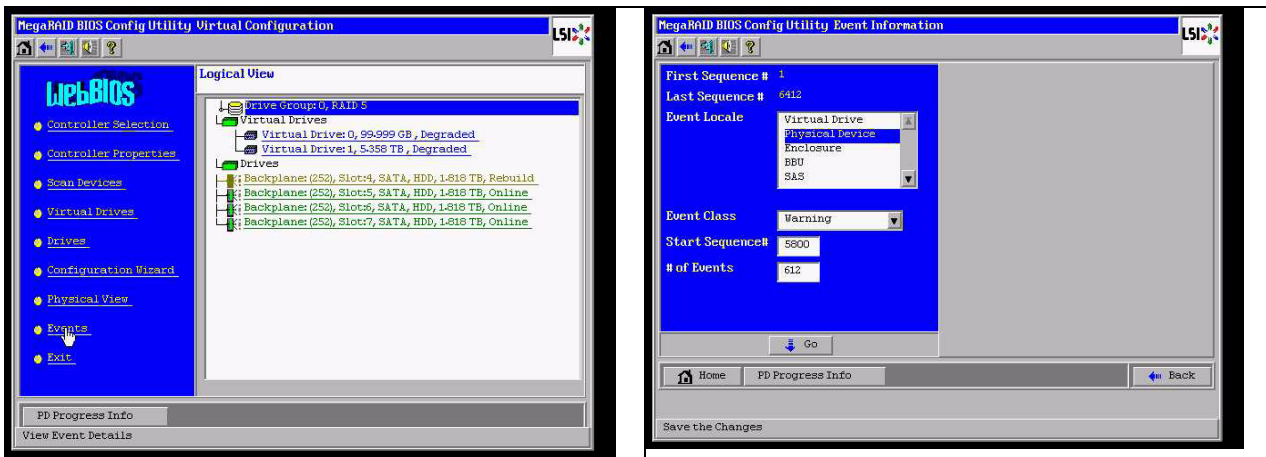 MegaRAID BIOS Config Utility Virtual Configuration
LSI
WebBIOS
Controller Selection
Controller Properties
Scan Devices
Virtual Drives
Drives
Configuration Wizard
Physical View
Events
Exit
Logical View
Drive Group: 0, RAID 5
Virtual Drives
Virtual Drive: 0, 99.999 GB, Degraded
Virtual Drive: 1, 5.358 TB, Degraded
Drives
Backplane: (252), Slot:4, SATA, HDD, 1.818 TB, Rebuild
Backplane: (252), Slot:5, SATA, HDD, 1.818 TB, Online
Backplane: (252), Slot:6, SATA, HDD, 1.818 TB, Online
Backplane: (252), Slot:7, SATA, HDD, 1.818 TB, Online
PD Progress Info
View Event Details
MegaRAID BIOS Config Utility Event Information
LSI
First Sequence # 1
Last Sequence # 6412
Event Locale
Virtual Drive
Physical Device
Enclosure
BBU
SAS
Event Class Warning
Start Sequence# 5800
# of Events 612
Go
Home
PD Progress Info
Back
Save the Changes